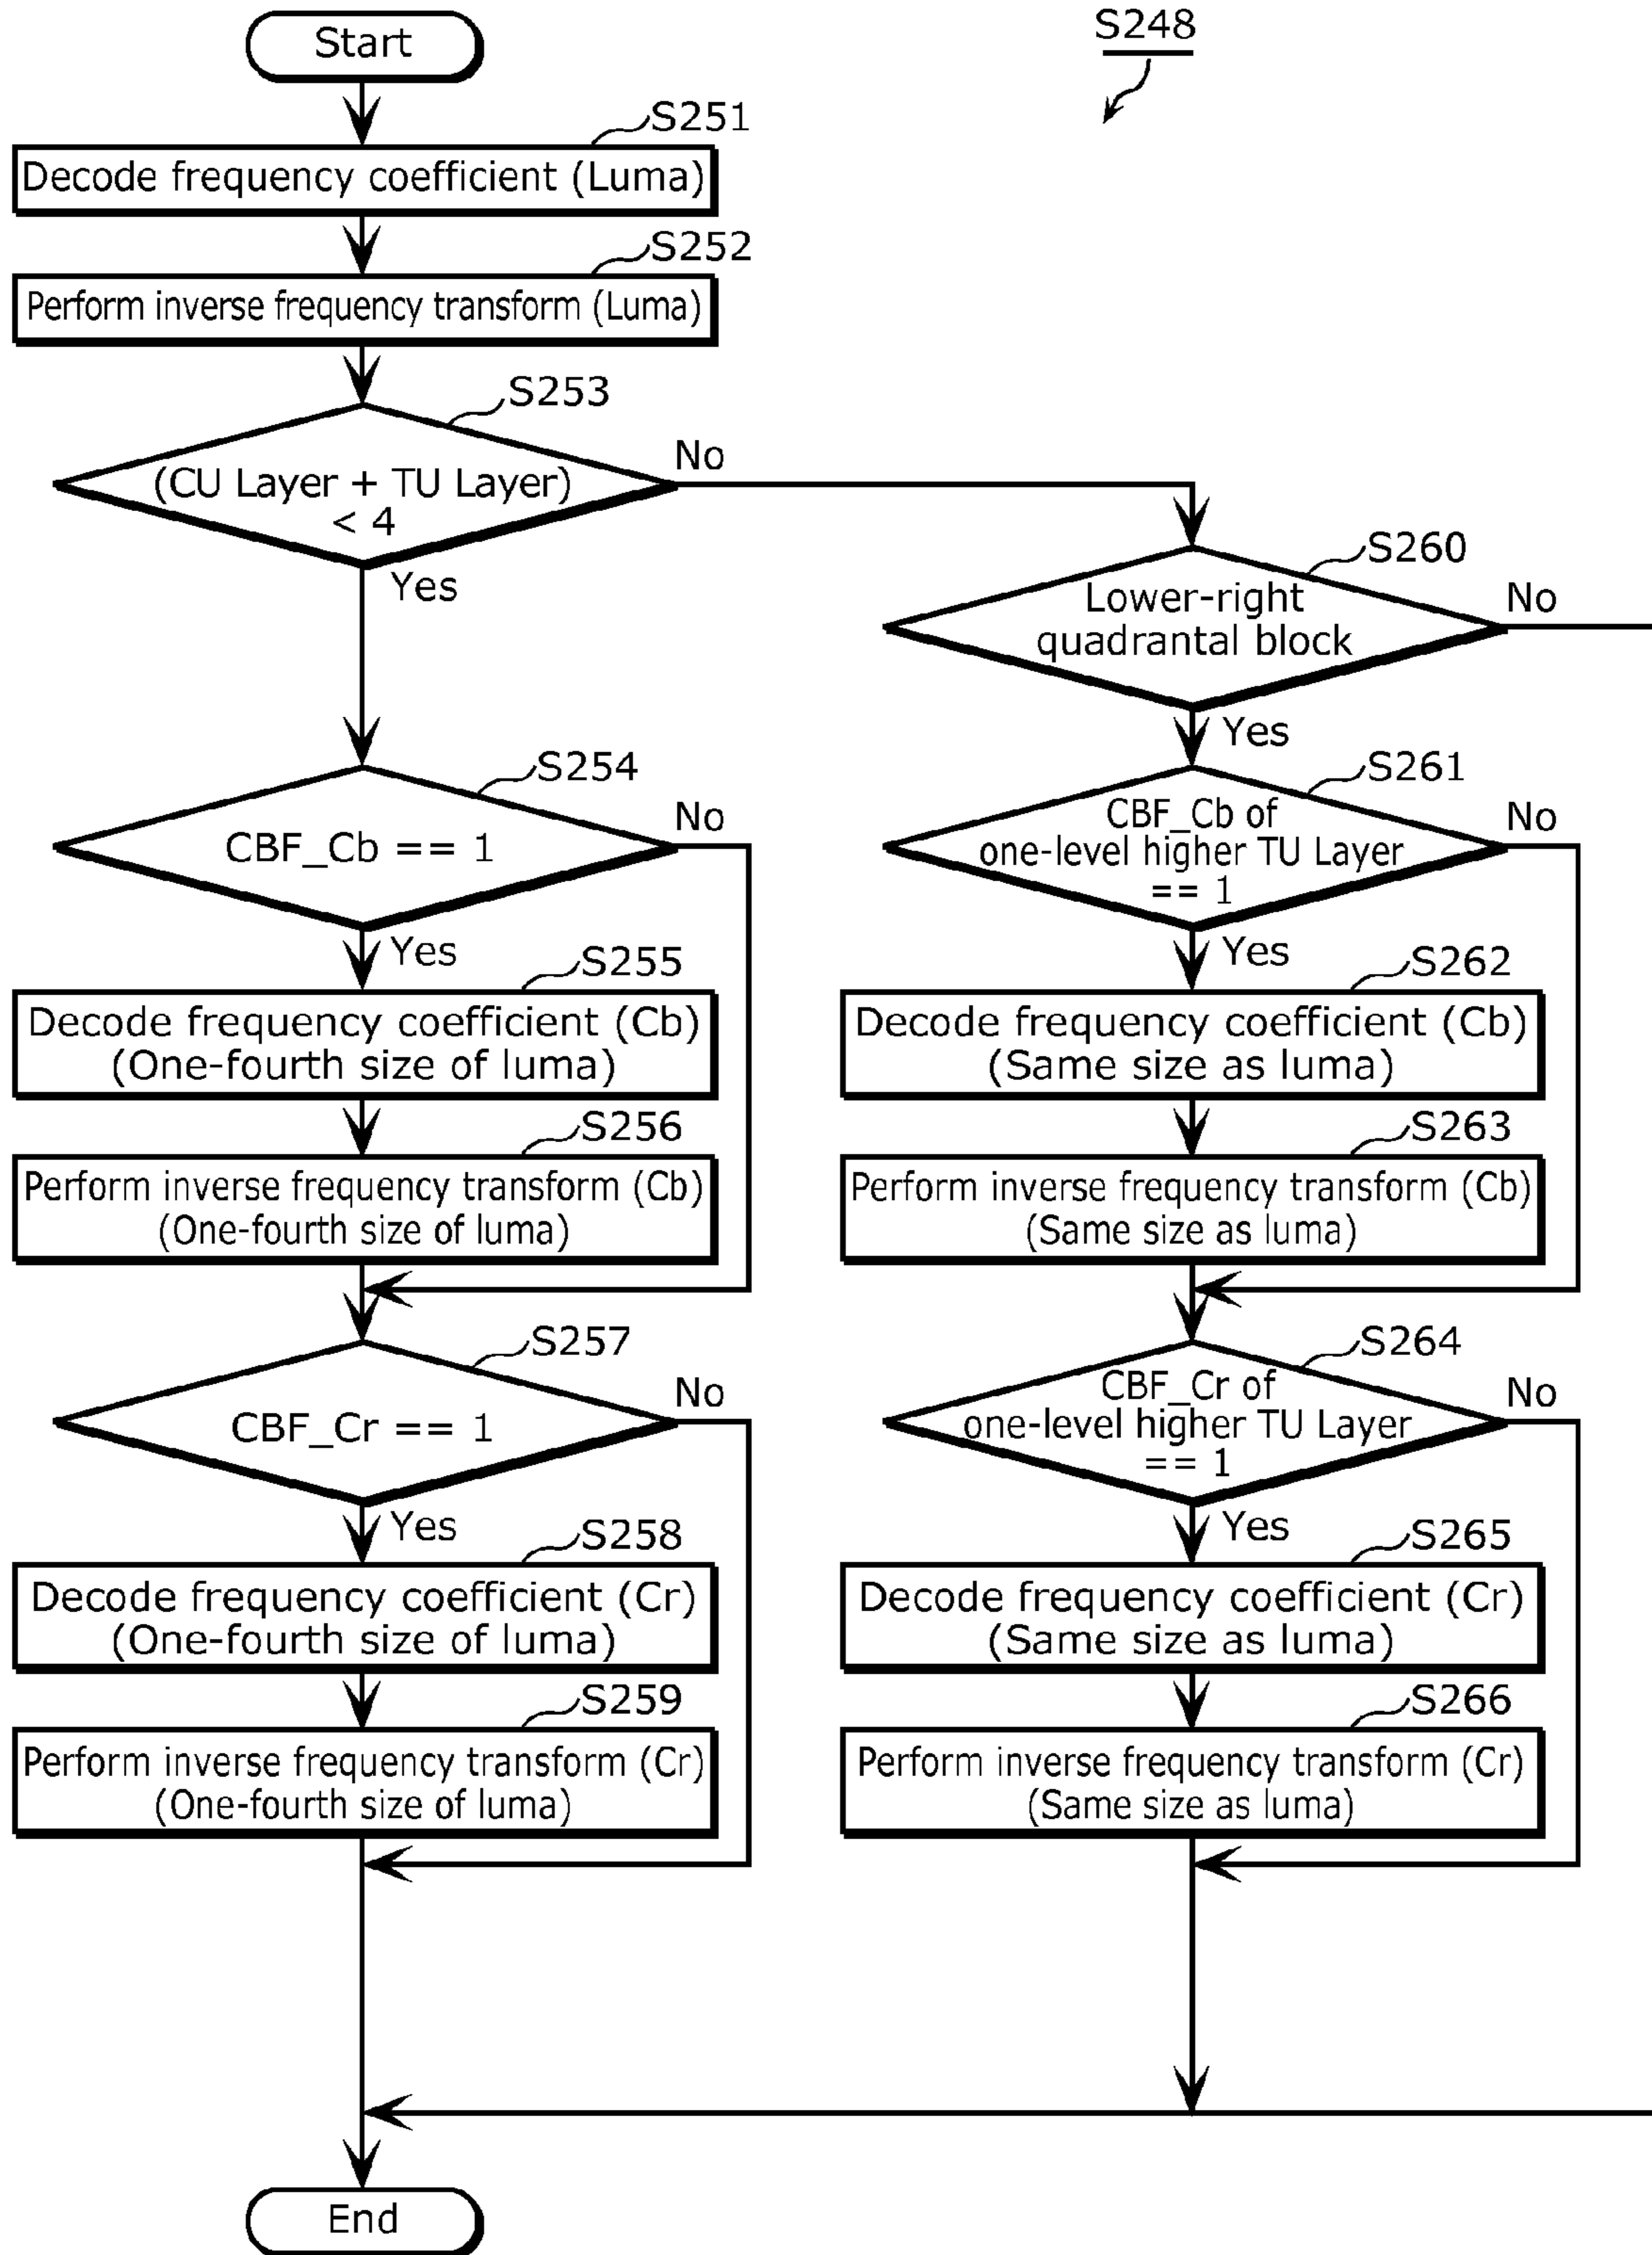 Start
S248
S251
Decode frequency coefficient (Luma)
S252
Perform inverse frequency transform (Luma)
S253
(CU Layer + TU Layer)
< 4
No
Yes
S260
Lower-right
quadrantal block
No
Yes
S254
CBF_Cb == 1
No
Yes
S255
Decode frequency coefficient (Cb)
(One-fourth size of luma)
S256
Perform inverse frequency transform (Cb)
(One-fourth size of luma)
S257
CBF_Cr == 1
No
Yes
S258
Decode frequency coefficient (Cr)
(One-fourth size of luma)
S259
Perform inverse frequency transform (Cr)
(One-fourth size of luma)
S261
CBF_Cb of
one-level higher TU Layer
== 1
No
Yes
S262
Decode frequency coefficient (Cb)
(Same size as luma)
S263
Perform inverse frequency transform (Cb)
(Same size as luma)
S264
CBF_Cr of
one-level higher TU Layer
== 1
No
Yes
S265
Decode frequency coefficient (Cr)
(Same size as luma)
S266
Perform inverse frequency transform (Cr)
(Same size as luma)
End